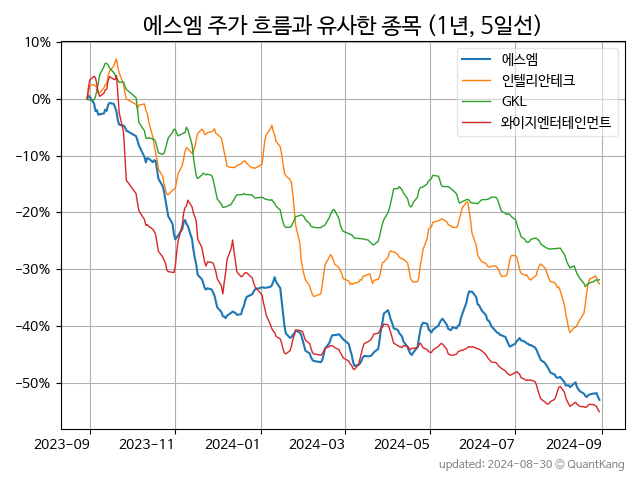 에스엠 주가 흐름과 유사한 종목 (1년, 5일선)
10%
0%
−10%
−20%
−30%
−40%
−50%
에스엠
인텔리안테크
GKL
와이지엔터테인먼트
2023-09 2023-11 2024-01 2024-03 2024-05 2024-07 2024-09
updated: 2024-08-30 © QuantKang